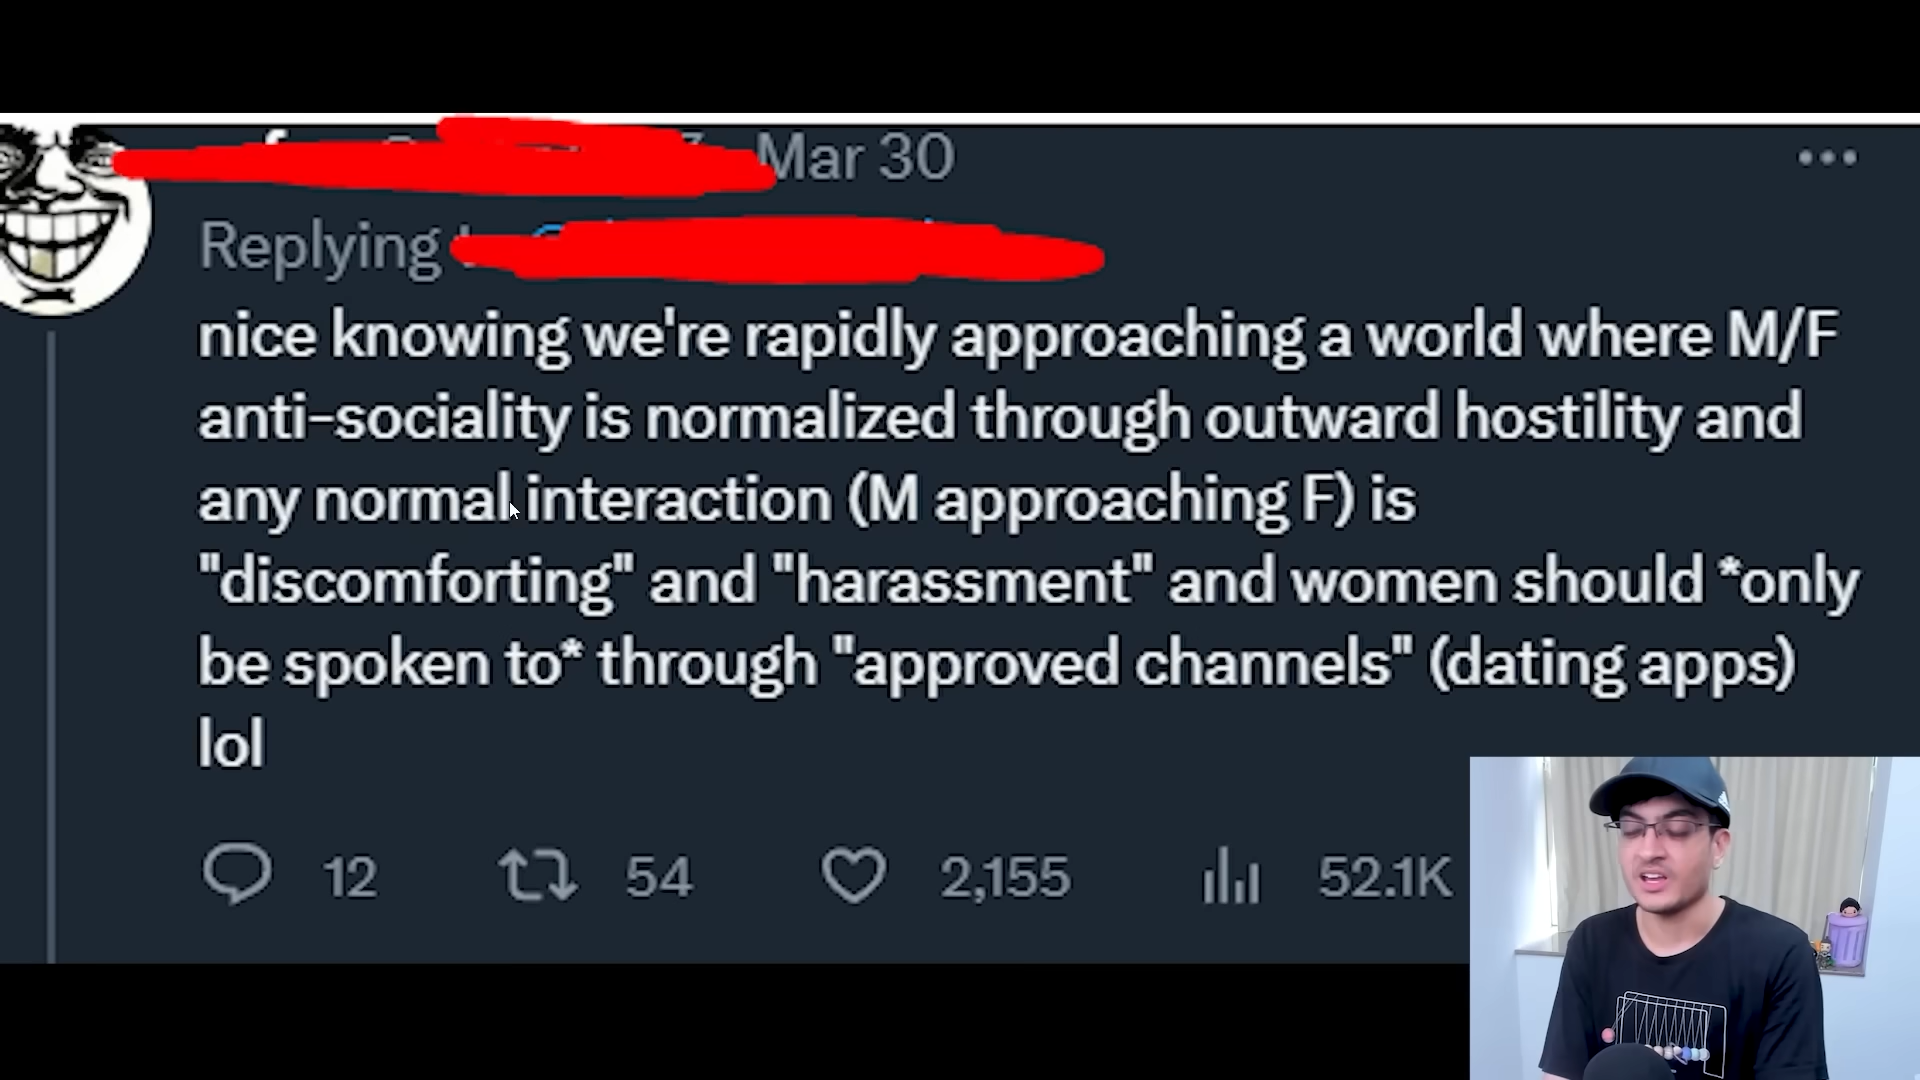 Mar 30
Replying
nice knowing we're rapidly approaching a world where M/F
anti-sociality is normalized through outward hostility and
any normal interaction (M approaching F) is
"discomforting" and "harassment" and women should *only
be spoken to* through "approved channels" (dating apps)
lol
12 54 2,155 52.1K